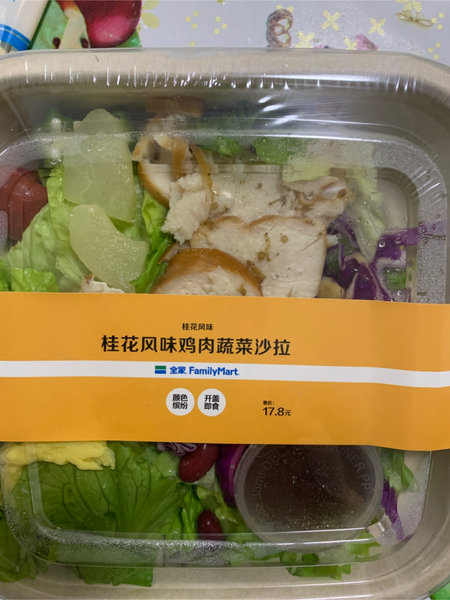 桂花风味
桂花风味鸡肉蔬菜沙拉
全家 FamilyMart
颜色
缤纷
开盖
即食
售价:
17.8元